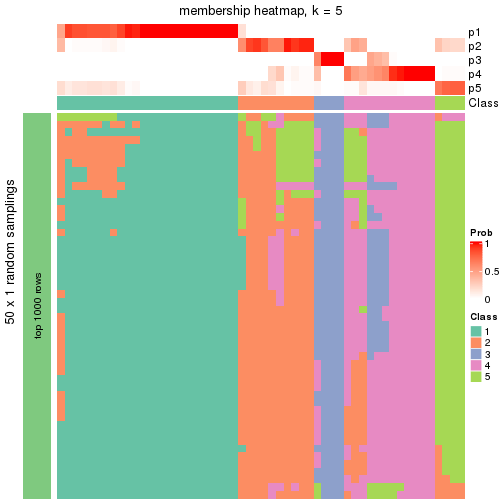 membership heatmap, k = 5
p1
p2
p3
p4
p5
Class
50 x 1 random samplings
top 1000 rows
Prob
1
0.5
0
Class
1
2
3
4
5